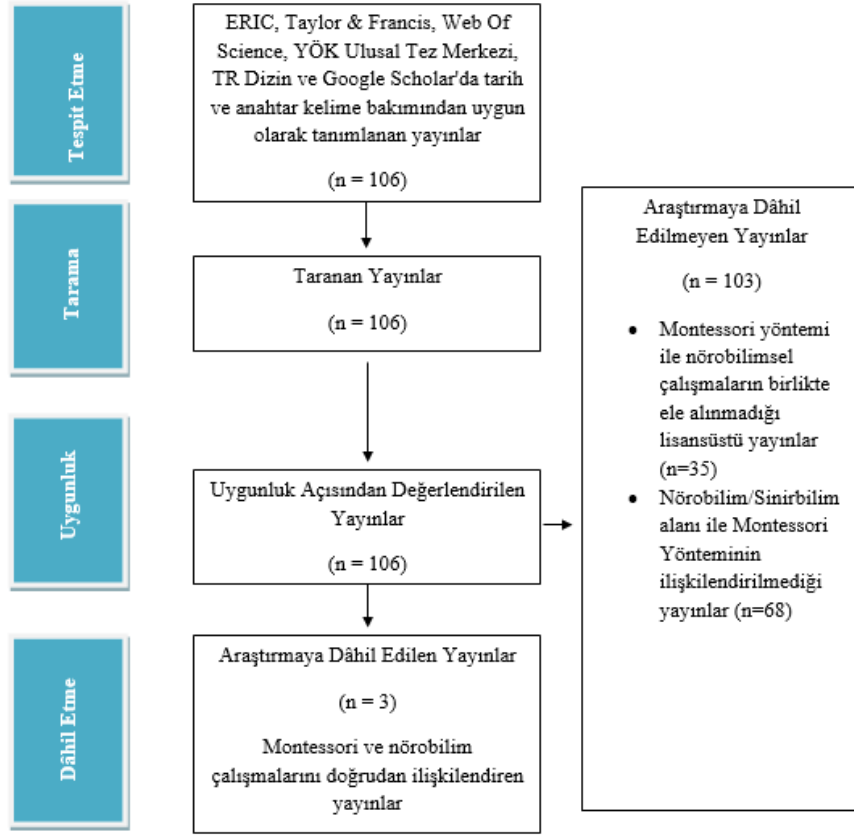 Tespit Etme
ERIC, Taylor & Francis, Web Of
Science, YÖK Ulusal Tez Merkezi,
TR Dizin ve Google Scholar'da tarih
ve anahtar kelime bakımından uygun
olarak tanımlanan yayınlar
(n = 106)
Tarama
Taranan Yayınlar
(n = 106)
Uygunluk
Uygunluk Açısından Değerlendirilen
Yayınlar
(n = 106)
Araştırmaya Dâhil
Edilmeyen Yayınlar
(n = 103)
• Montessori yöntemi
ile nörobilimsel
çalışmaların birlikte
ele alınmadığı
lisansüstü yayınlar
(n=35)
• Nörobilim/Sinirbilim
alanı ile Montessori
Yönteminin
ilişkilendirilmediği
yayınlar (n=68)
Dâhil Etme
Araştırmaya Dâhil Edilen Yayınlar
(n = 3)
Montessori ve nörobilim
çalışmalarını doğrudan ilişkilendiren
yayınlar